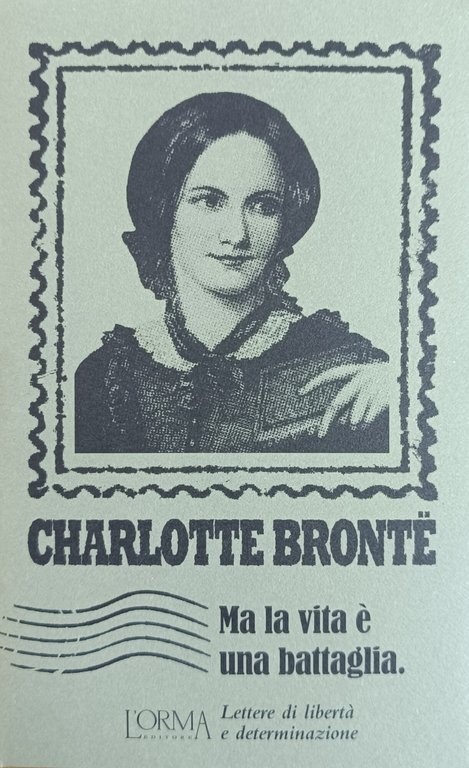 CHARLOTTE BRONTË
Ma la vita è
una battaglia.
L'ORMA
EDITORE
Lettere di libertà
e determinazione